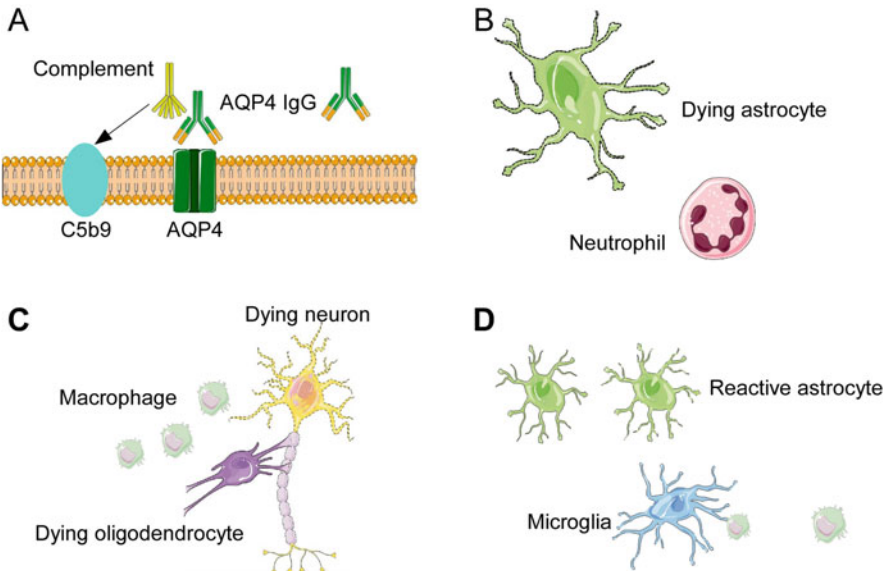 A
Complement
AQP4 IgG
C5b9
AQP4
B
Dying astrocyte
Neutrophil
C
Dying neuron
Macrophage
Dying oligodendrocyte
D
Reactive astrocyte
Microglia